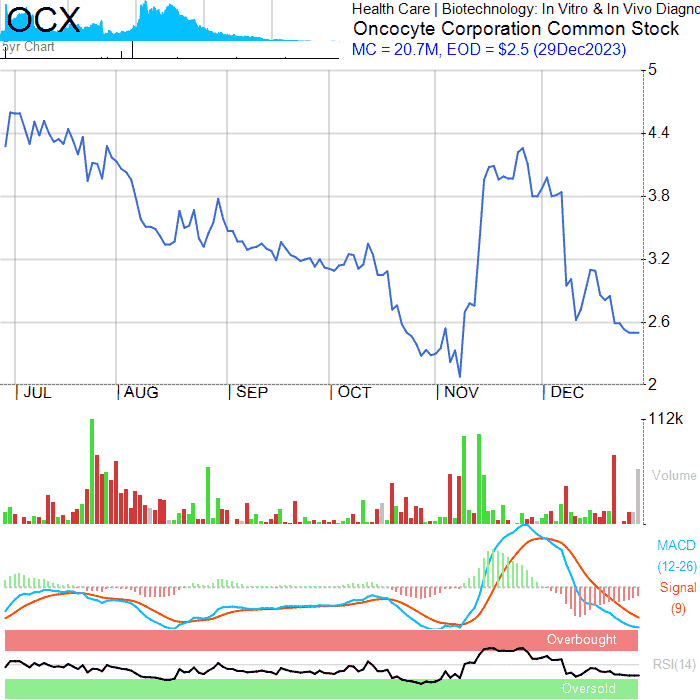 OCX
5yr Chart
Health Care | Biotechnology: In Vitro & In Vivo Diagno
Oncocyte Corporation Common Stock
MC = 20.7M, EOD = $2.5 (29Dec2023)
5
4.4
3.8
3.2
2.6
2
JUL AUG SEP OCT NOV DEC
112k
Volume
MACD
(12-26)
Signal
(9)
Overbought
RSI(14)
Oversold